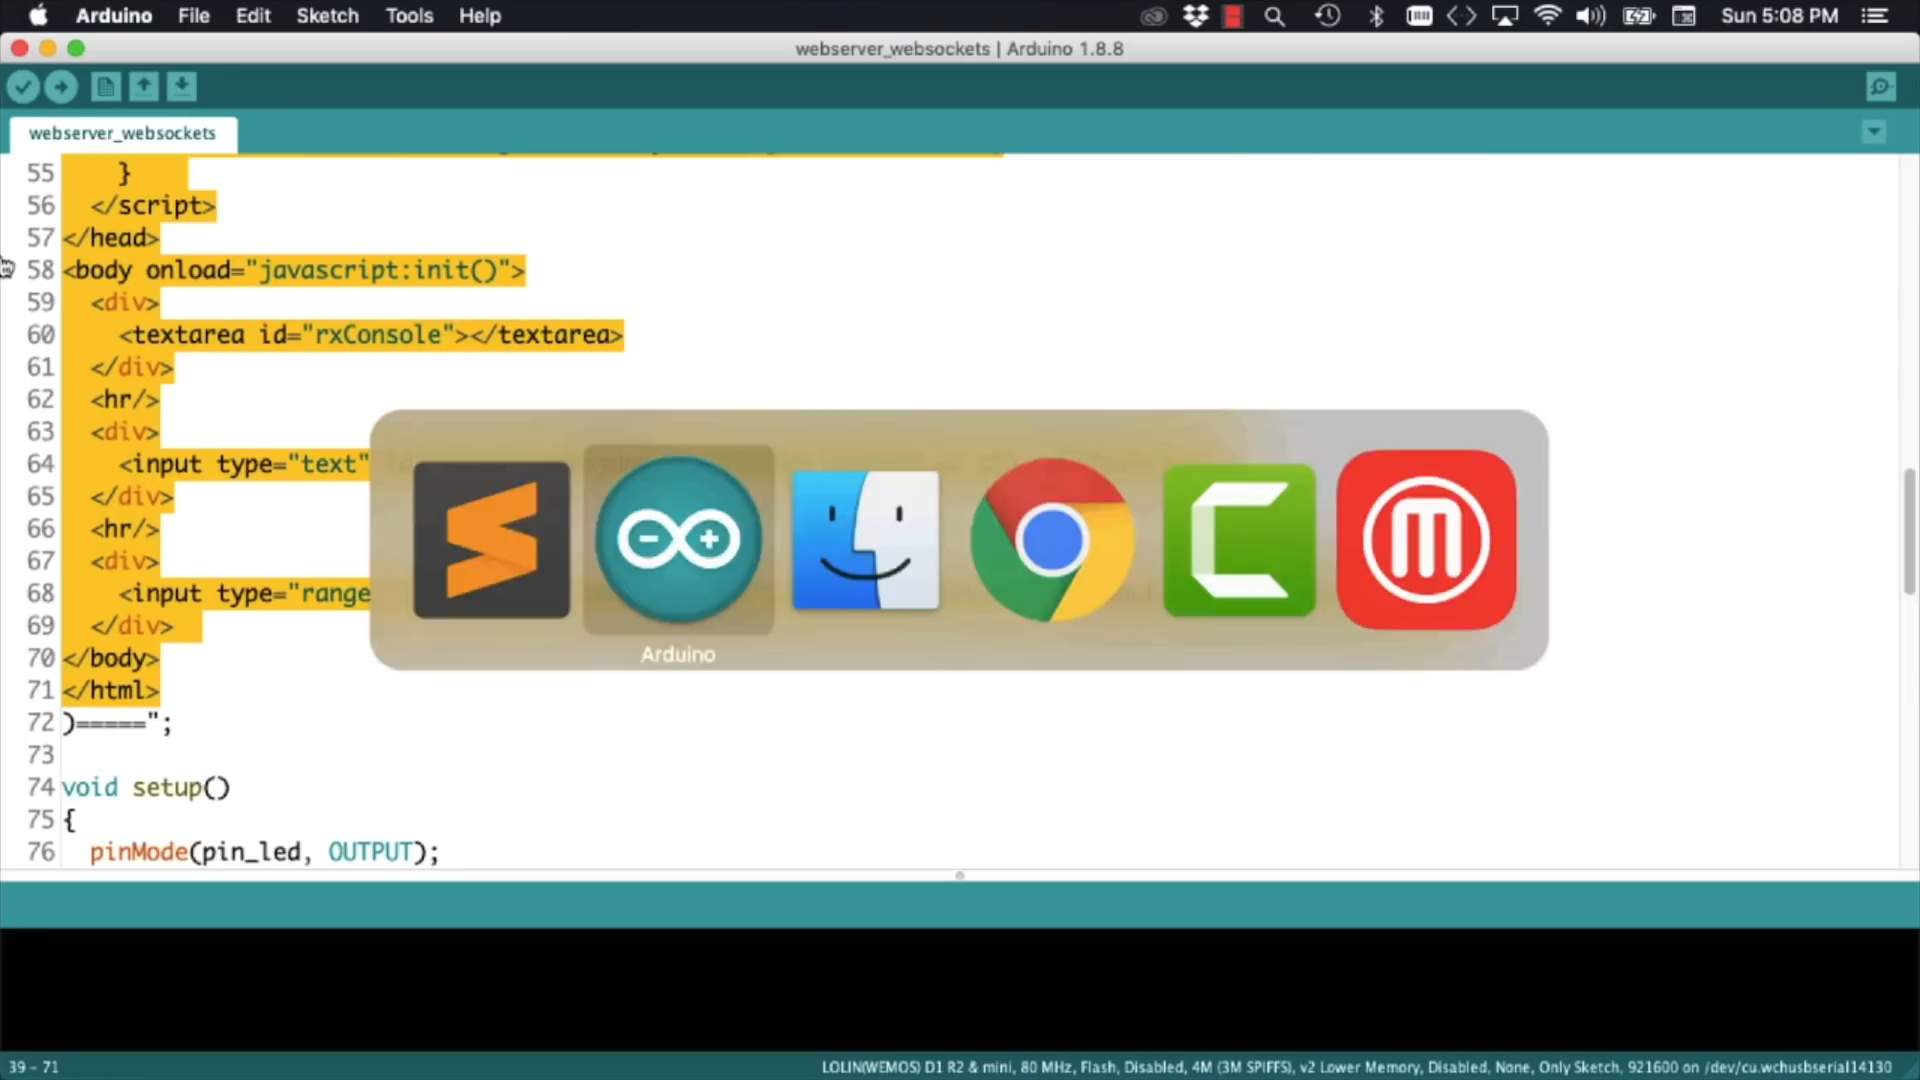 Arduino File Edit Sketch Tools Help Sun 5:08 PM
webserver_websockets | Arduino 1.8.8
webserver_websockets
55 }
56 </script>
57 </head>
58 <body onload="javascript:init()">
59 <div>
60 <textarea id="rxConsole"></textarea>
61 </div>
62 <hr/>
63 <div>
64 <input type="text"
65 </div>
66 <hr/>
67 <div>
68 <input type="range
69 </div>
70 </body>
71 </html>
72 )=====";
73
74 void setup()
75 {
76 pinMode(pin_led, OUTPUT);
Arduino
39 - 71
LOLIN(WEMOS) D1 R2 & mini, 80 MHz, Flash, Disabled, 4M (3M SPIFFS), v2 Lower Memory, Disabled, None, Only Sketch, 921600 on /dev/cu.wchusbserial14130